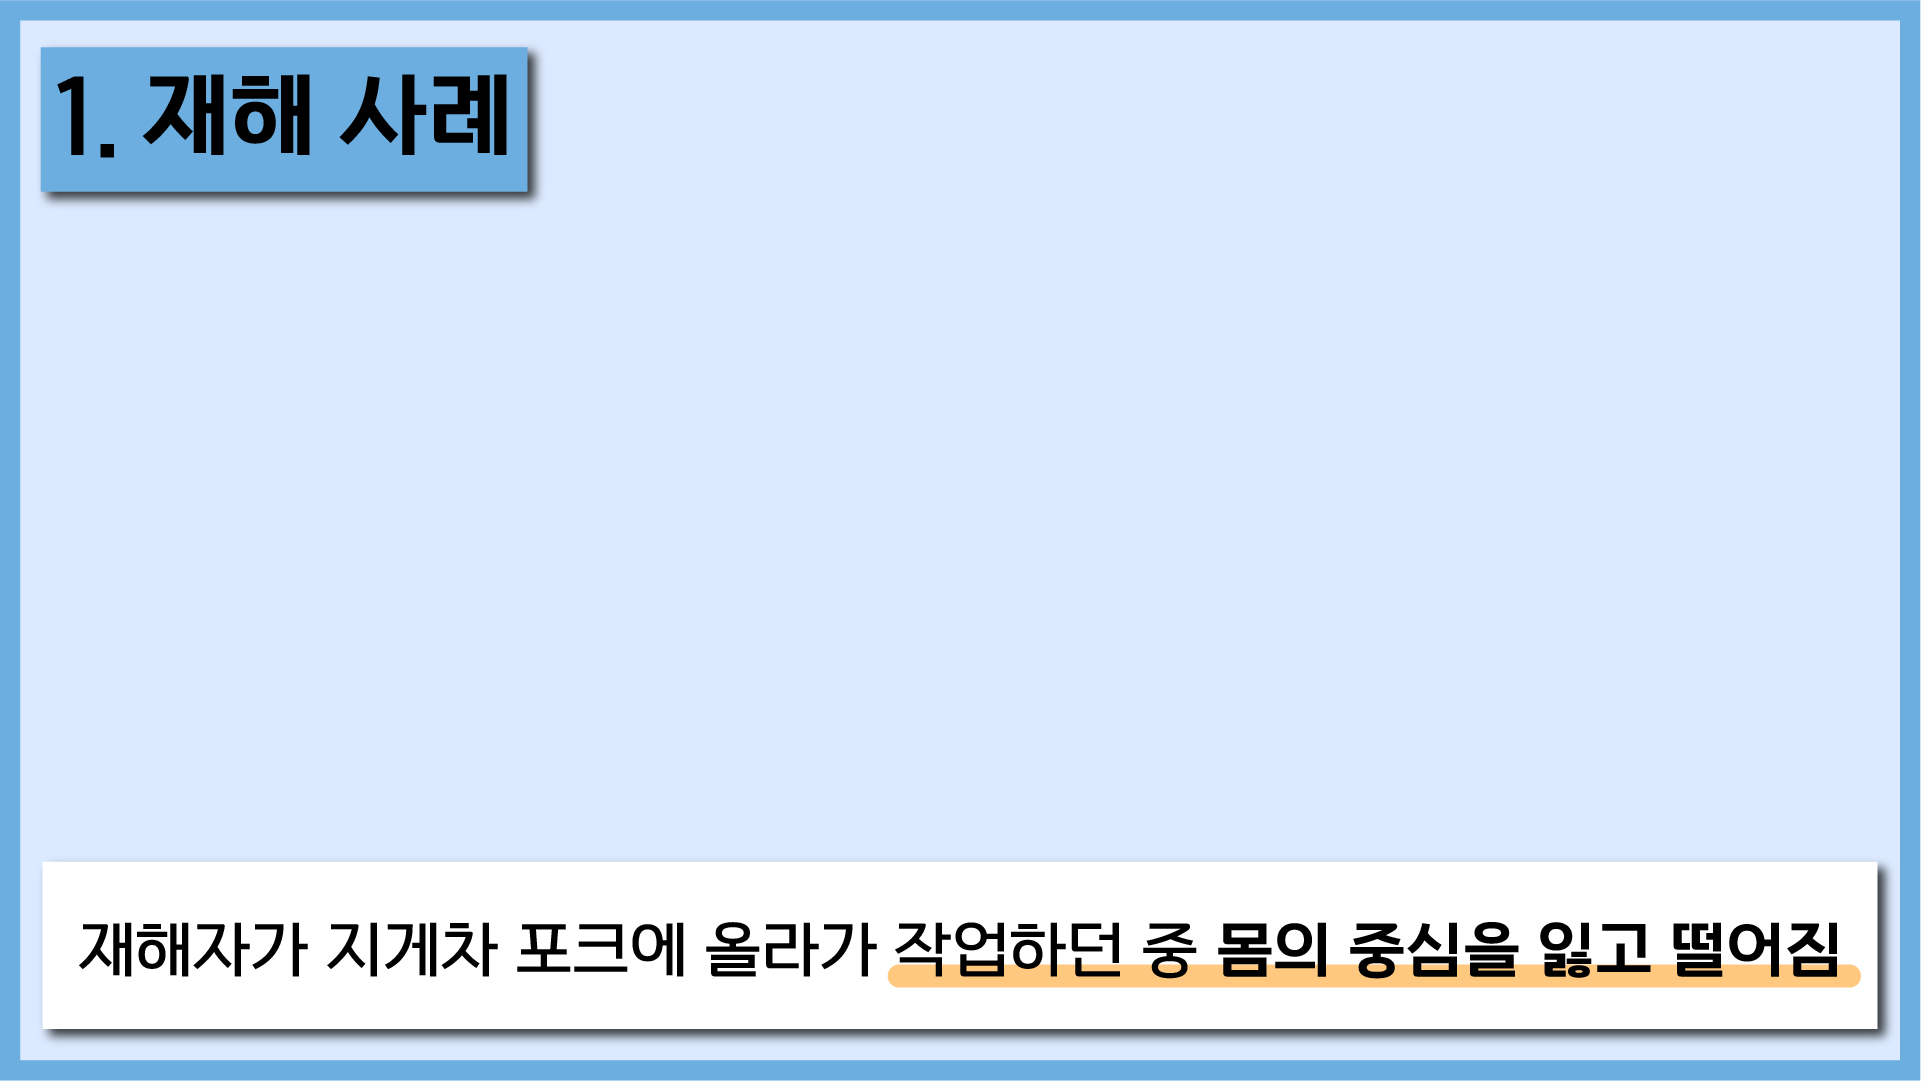 1. 재해 사례
재해자가 지게차 포크에 올라가 작업하던 중 몸의 중심을 잃고 떨어짐